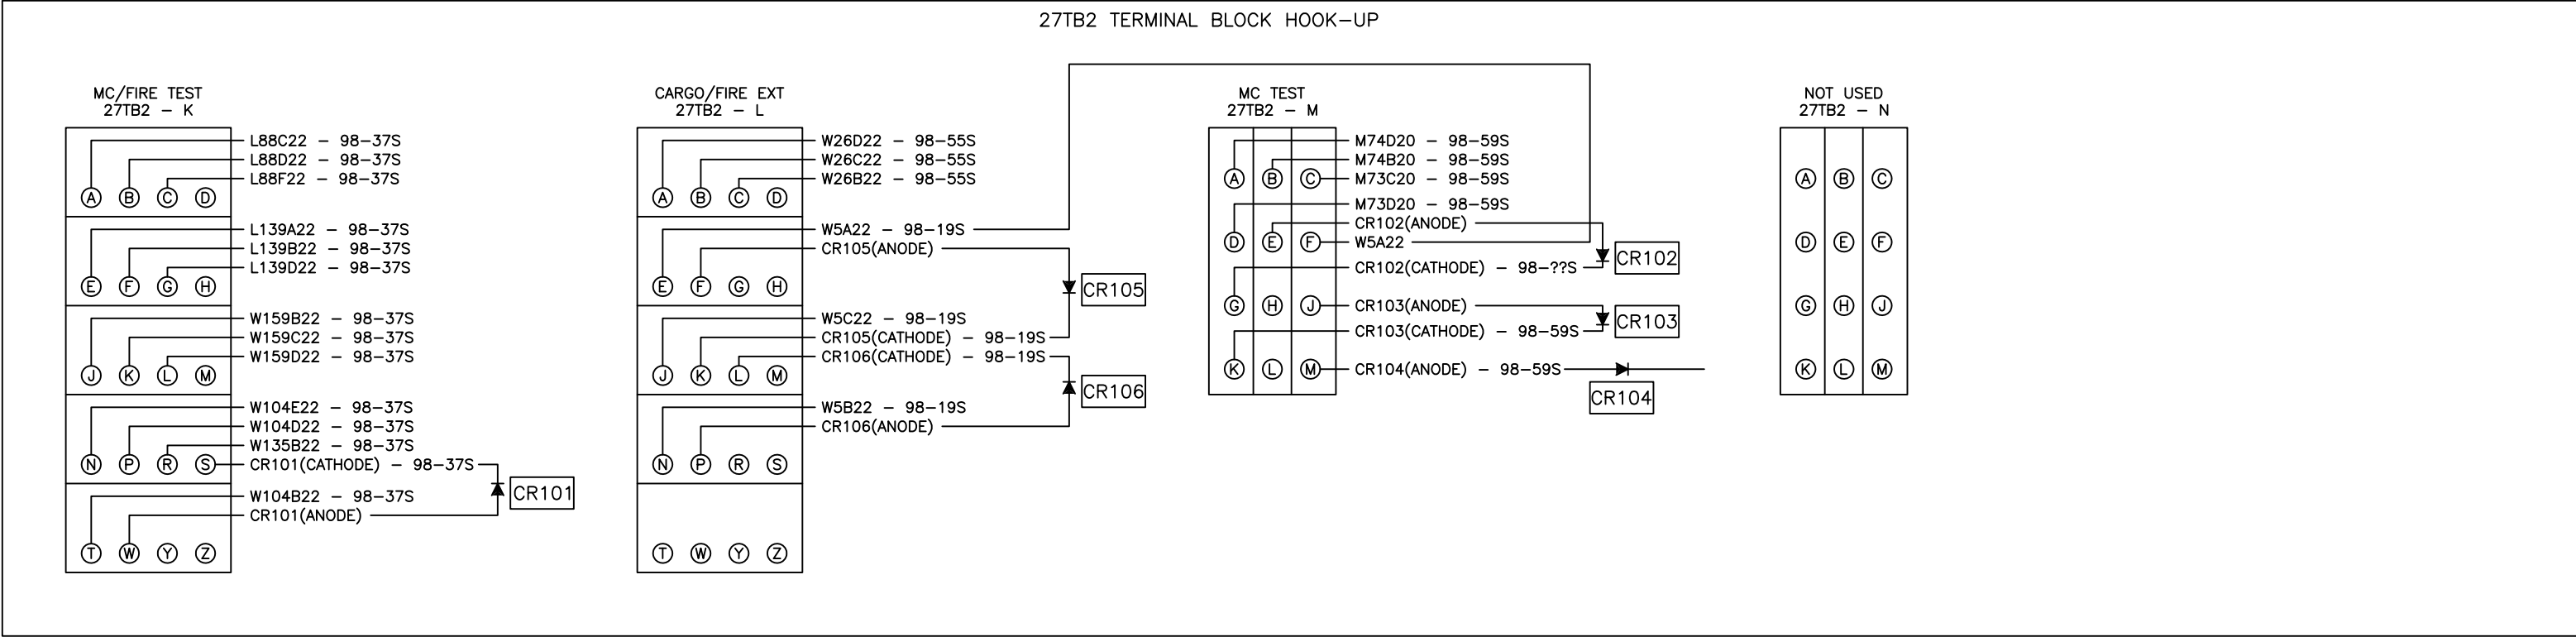 27TB2 TERMINAL BLOCK HOOK-UP
MC/FIRE TEST
27TB2 - K
L88C22 - 98-37S
L88D22 - 98-37S
L88F22 - 98-37S
A B C D
L139A22 - 98-37S
L139B22 - 98-37S
L139D22 - 98-37S
E F G H
W159B22 - 98-37S
W159C22 - 98-37S
W159D22 - 98-37S
J K L M
W104E22 - 98-37S
W104D22 - 98-37S
W135B22 - 98-37S
N P R S
CR101(CATHODE) - 98-37S
CR101
W104B22 - 98-37S
CR101(ANODE)
T W Y Z
CARGO/FIRE EXT
27TB2 - L
W26D22 - 98-55S
W26C22 - 98-55S
W26B22 - 98-55S
A B C D
W5A22 - 98-19S
CR105(ANODE)
E F G H
CR105
W5C22 - 98-19S
CR105(CATHODE) - 98-19S
CR106(CATHODE) - 98-19S
J K L M
CR106
W5B22 - 98-19S
CR106(ANODE)
N P R S
T W Y Z
MC TEST
27TB2 - M
M74D20 - 98-59S
M74B20 - 98-59S
A B C
M73C20 - 98-59S
M73D20 - 98-59S
CR102(ANODE)
D E F
W5A22
CR102
CR102(CATHODE) - 98-??S
G H J
CR103(ANODE)
CR103
CR103(CATHODE) - 98-59S
K L M
CR104(ANODE) - 98-59S
CR104
NOT USED
27TB2 - N
A B C
D E F
G H J
K L M